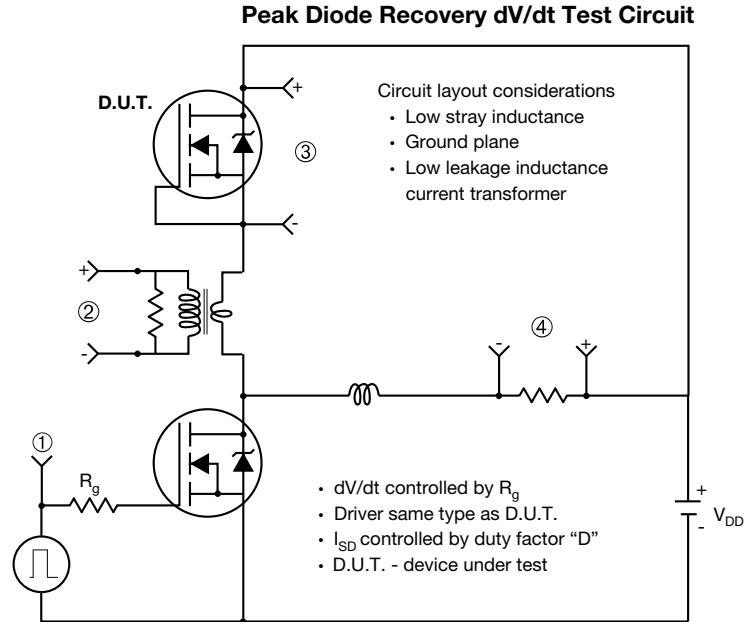 Peak Diode Recovery dV/dt Test Circuit
D.U.T.
+
③
-
Circuit layout considerations
• Low stray inductance
• Ground plane
• Low leakage inductance
current transformer
+
②
-
-
④
+
①
Rg
• dV/dt controlled by Rg
• Driver same type as D.U.T.
• ISD controlled by duty factor “D”
• D.U.T. - device under test
+
VDD
-